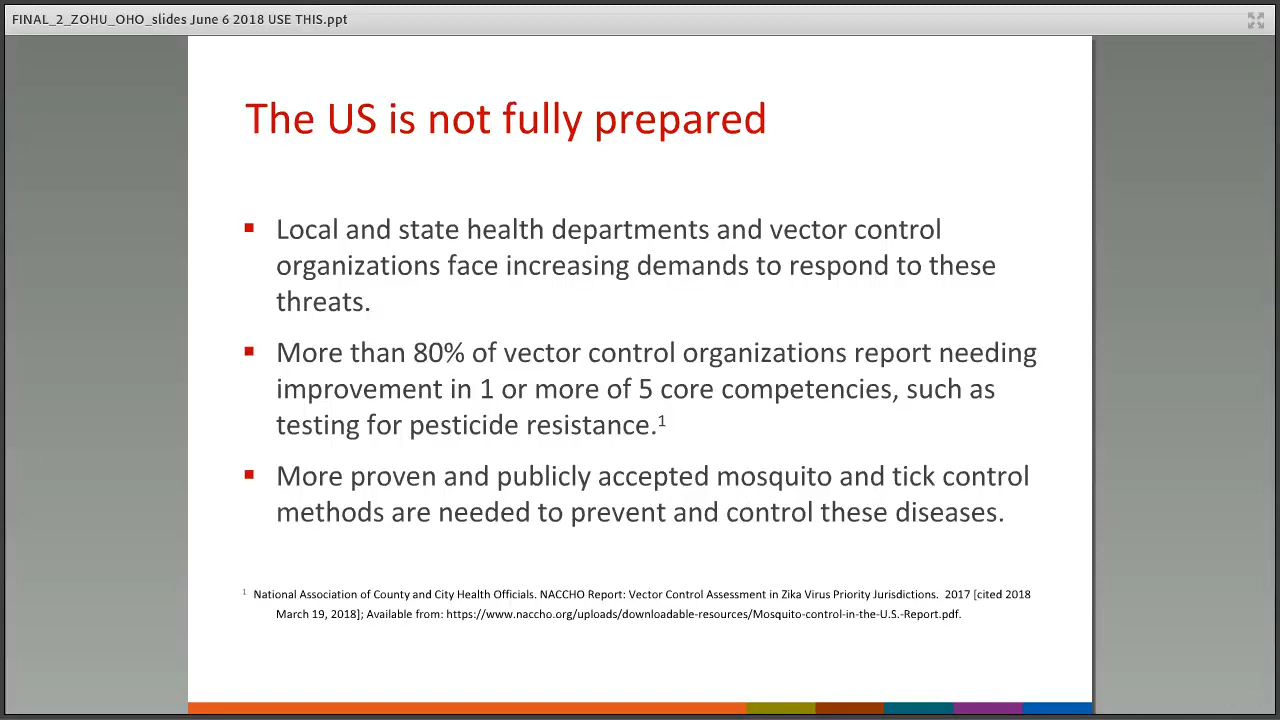 FINAL_2_ZOHU_OHO_slides June 6 2018 USE THIS.ppt
The US is not fully prepared
Local and state health departments and vector control
organizations face increasing demands to respond to these
threats.
More than 80% of vector control organizations report needing
improvement in 1 or more of 5 core competencies, such as
testing for pesticide resistance.¹
More proven and publicly accepted mosquito and tick control
methods are needed to prevent and control these diseases.
¹ National Association of County and City Health Officials. NACCHO Report: Vector Control Assessment in Zika Virus Priority Jurisdictions. 2017 [cited 2018
March 19, 2018]; Available from: https://www.naccho.org/uploads/downloadable-resources/Mosquito-control-in-the-U.S.-Report.pdf.